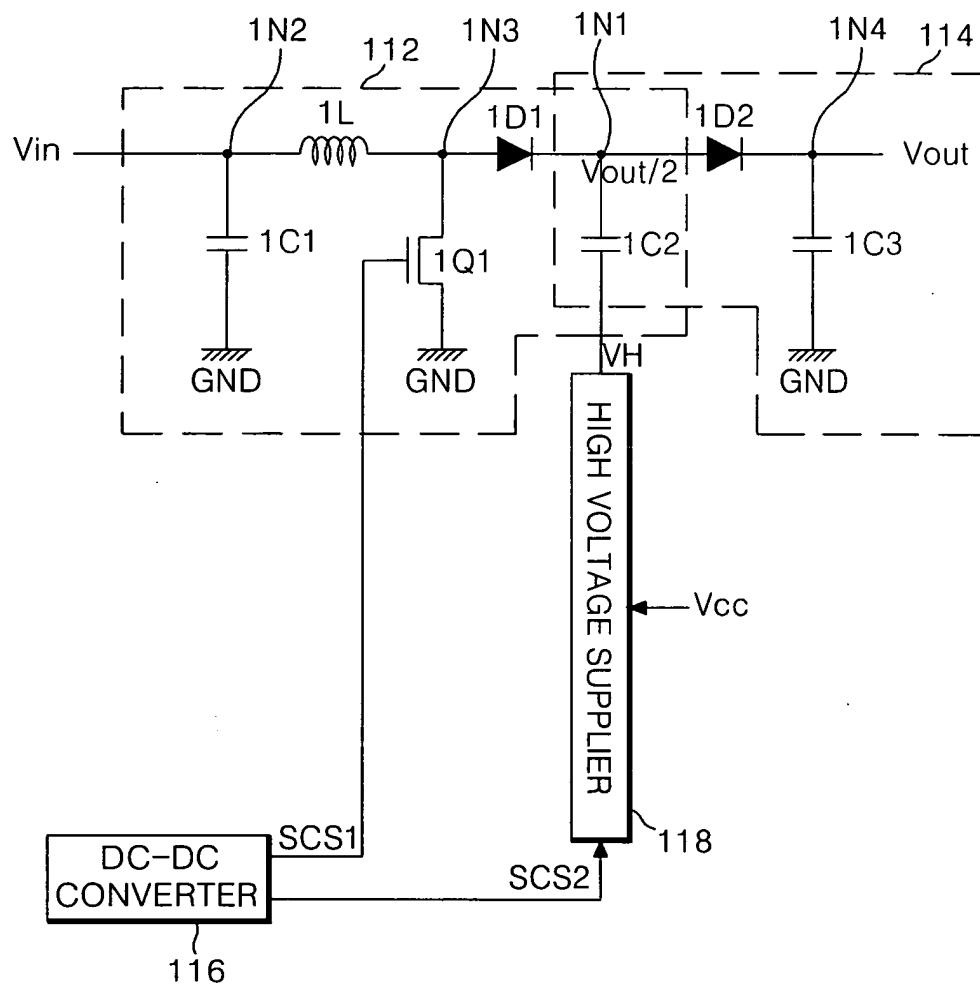 1N2
112
1N3
1N1
1N4
114
1L
1D1
1D2
Vin
Vout/2
Vout
1C1
1Q1
1C2
1C3
GND
GND
VH
GND
HIGH VOLTAGE SUPPLIER
Vcc
118
SCS1
DC-DC
CONVERTER
SCS2
116